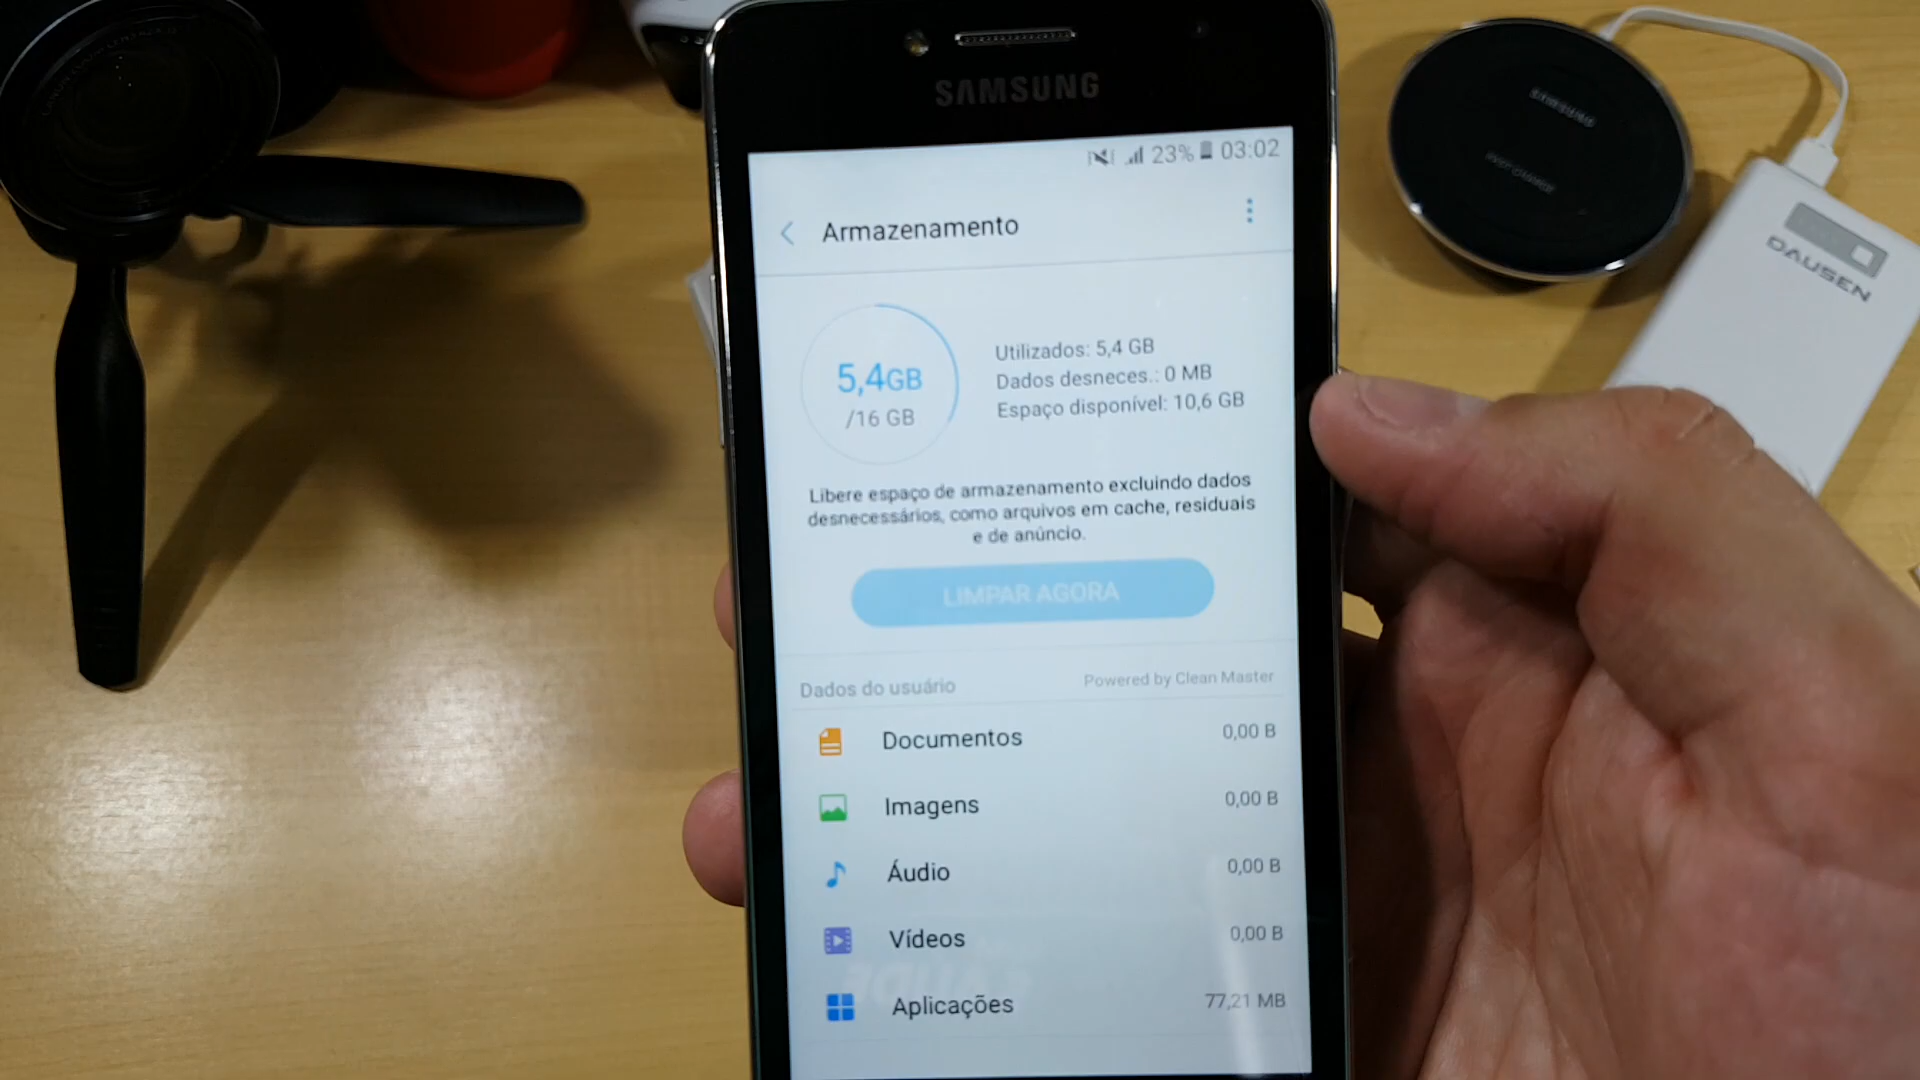 SAMSUNG
23% 03:02
Armazenamento
5,4GB
/16 GB
Utilizados: 5,4 GB
Dados desneces.: 0 MB
Espaço disponível: 10,6 GB
Libere espaço de armazenamento excluindo dados
desnecessários, como arquivos em cache, residuais
e de anúncio.
LIMPAR AGORA
Dados do usuário
Powered by Clean Master
Documentos 0,00 B
Imagens 0,00 B
Áudio 0,00 B
Vídeos 0,00 B
Aplicações 77,21 MB
SAMSUNG
DAUSEN